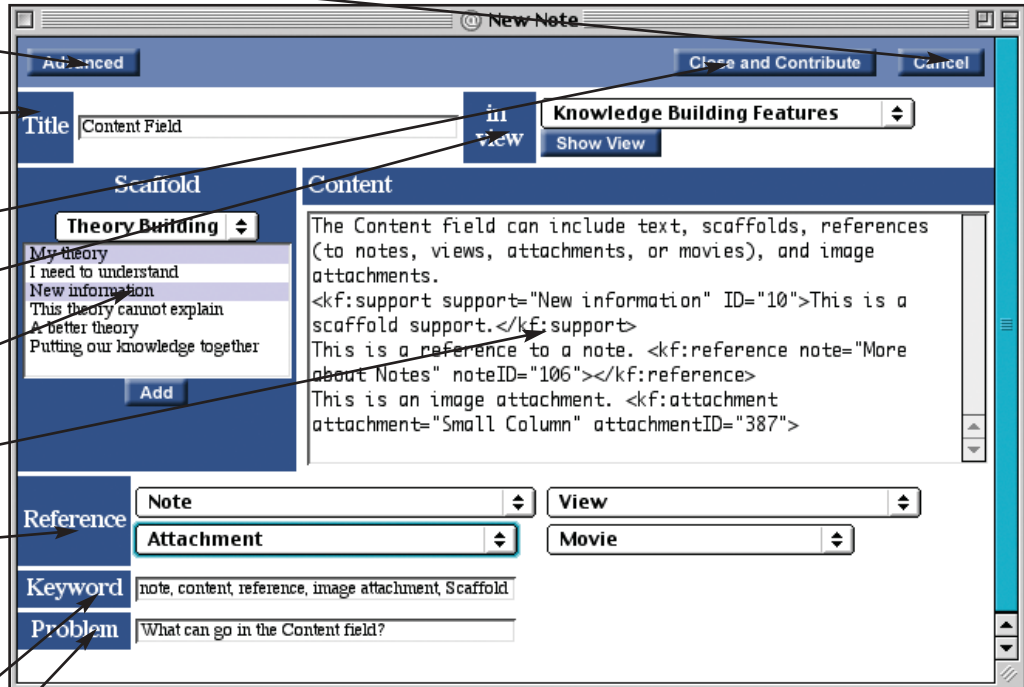 New Note
Advanced
Close and Contribute
Cancel
Title
Content Field
in view
Knowledge Building Features
Show View
Scaffold
Theory Building
My theory
I need to understand
New information
This theory cannot explain
A better theory
Putting our knowledge together
Add
Content
The Content field can include text, scaffolds, references
(to notes, views, attachments, or movies), and image
attachments.
<kf:support support="New information" ID="10">This is a
scaffold support.</kf:support>
This is a reference to a note. <kf:reference note="More
about Notes" noteID="106"></kf:reference>
This is an image attachment. <kf:attachment
attachment="Small Column" attachmentID="387">
Reference
Note
View
Attachment
Movie
Keyword
note, content, reference, image attachment, Scaffold
Problem
What can go in the Content field?